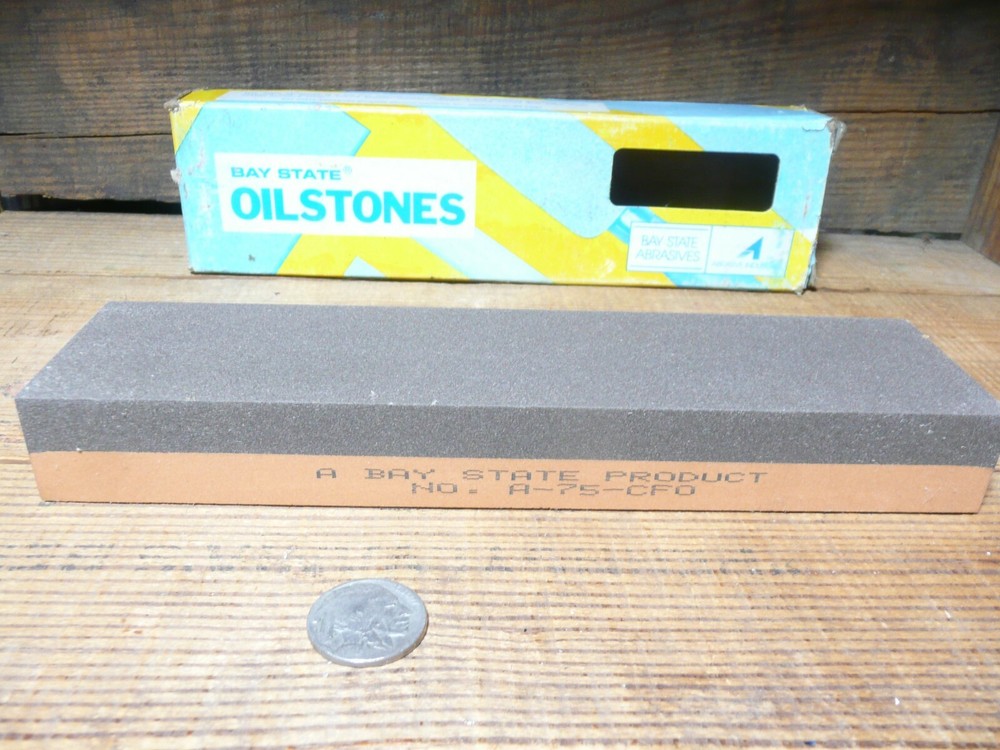 BAY STATE®
OILSTONES
BAY STATE
ABRASIVES
A BAY STATE PRODUCT
NO. A-75-CFO